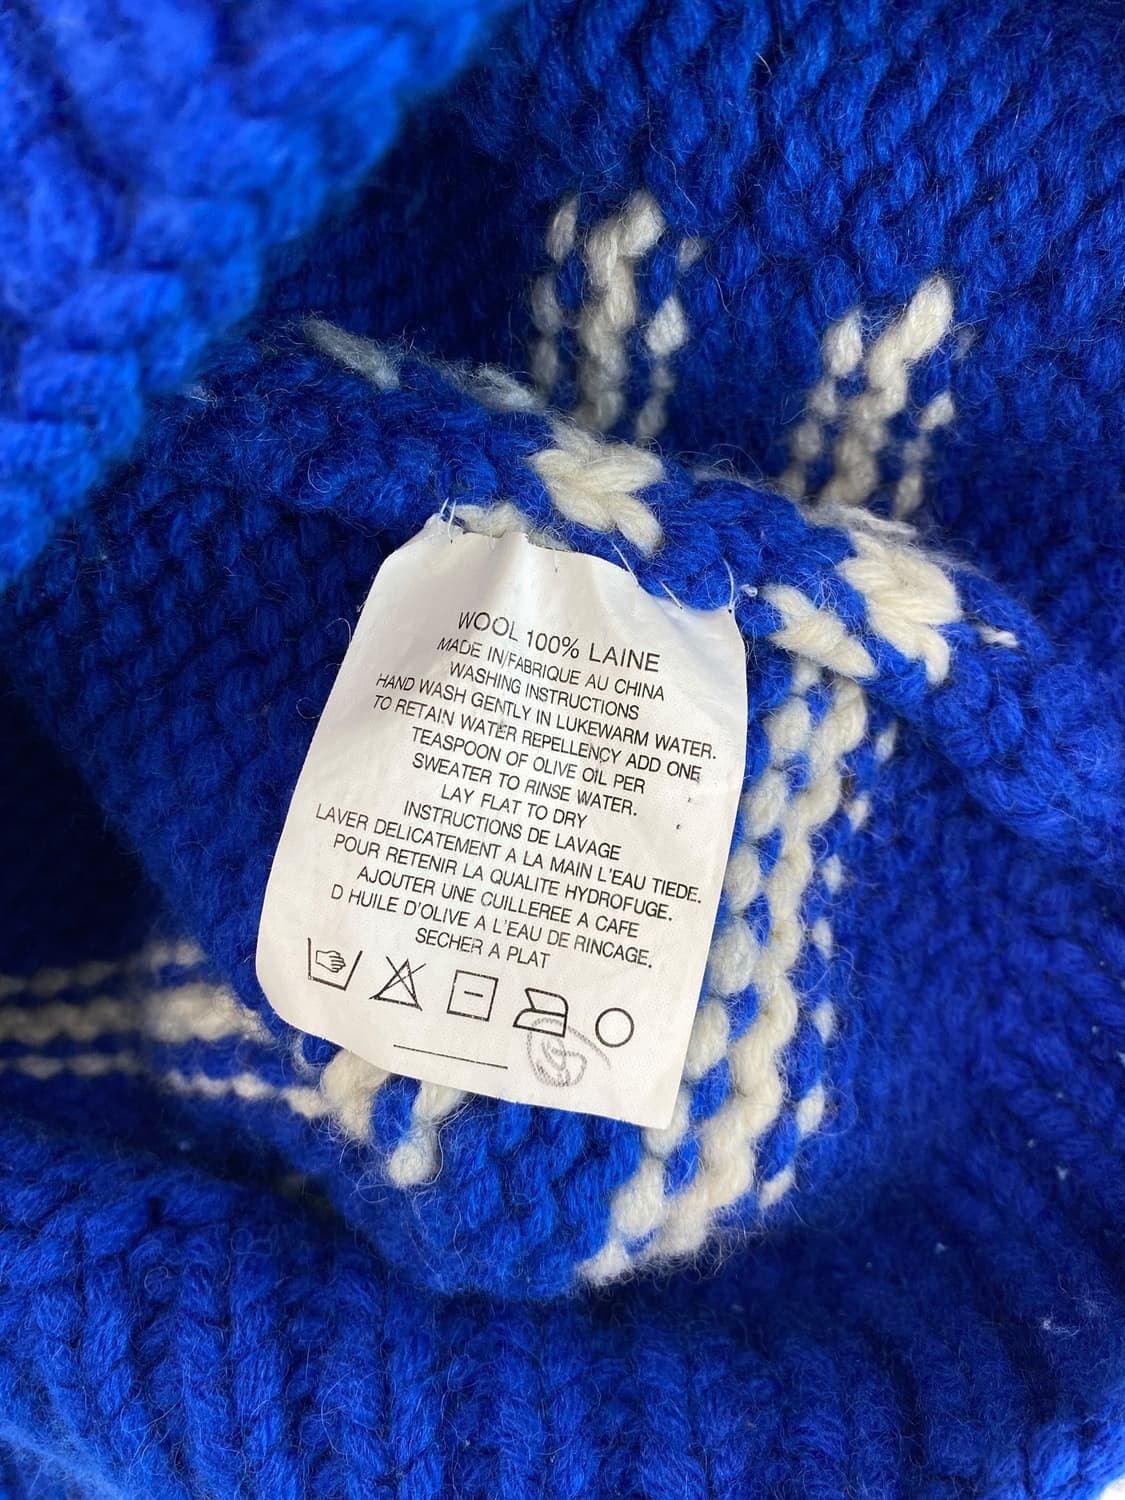 WOOL 100% LAINE
MADE IN/FABRIQUE AU CHINA
WASHING INSTRUCTIONS
HAND WASH GENTLY IN LUKEWARM WATER.
TO RETAIN WATER REPELLENCY ADD ONE
TEASPOON OF OLIVE OIL PER
SWEATER TO RINSE WATER.
LAY FLAT TO DRY
INSTRUCTIONS DE LAVAGE
LAVER DELICATEMENT A LA MAIN L'EAU TIEDE.
POUR RETENIR LA QUALITE HYDROFUGE.
AJOUTER UNE CUILLEREE A CAFE
D HUILE D'OLIVE A L'EAU DE RINCAGE.
SECHER A PLAT